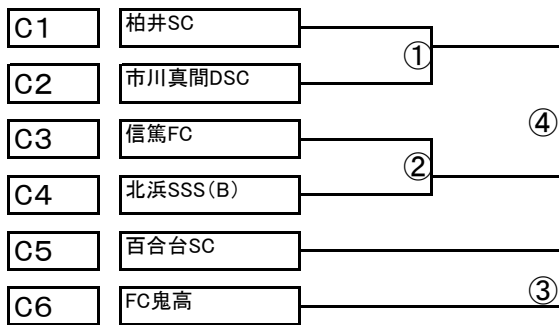 C1 柏井SC
①
C2 市川真間DSC
④
C3 信篤FC
②
C4 北浜SSS(B)
C5 百合台SC
③
C6 FC鬼高